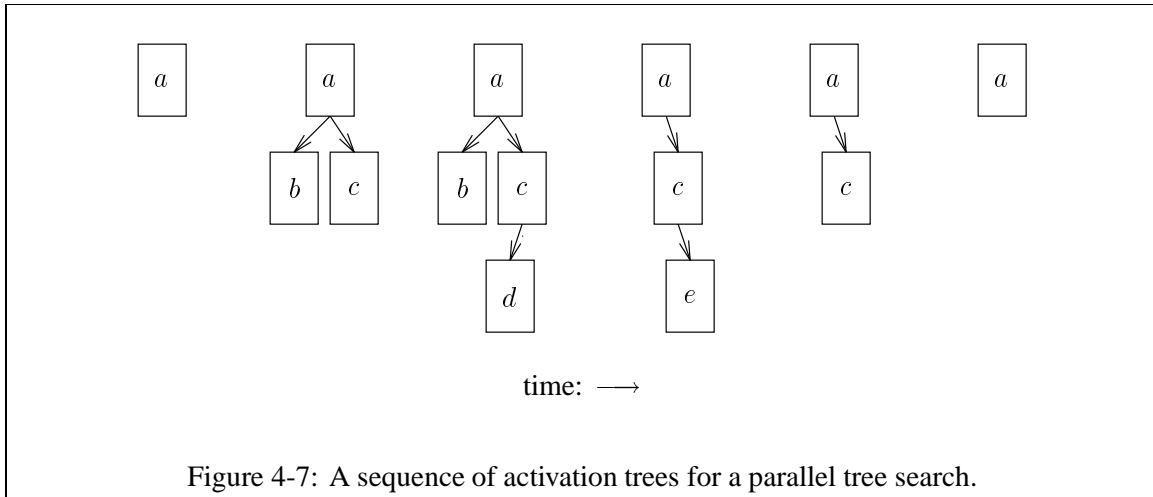 a a a a a a
b c b c c c
d e
time: ⟶
Figure 4-7: A sequence of activation trees for a parallel tree search.